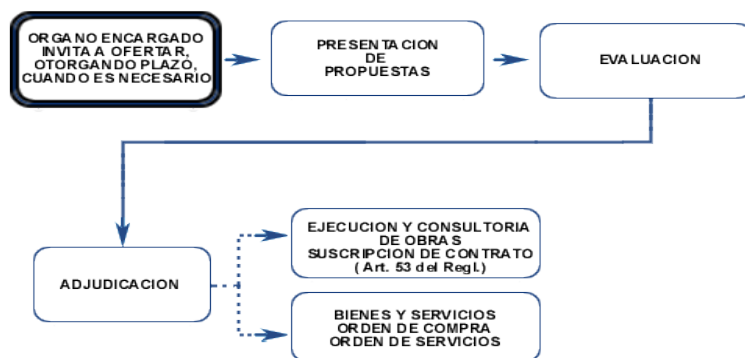 ORGANO ENCARGADO
INVITA A OFERTAR,
OTORGANDO PLAZO,
CUANDO ES NECESARIO
PRESENTACION
DE
PROPUESTAS
EVALUACION
ADJUDICACION
EJECUCION Y CONSULTORIA
DE OBRAS
SUSCRIPCION DE CONTRATO
( Art. 53 del Regl.)
BIENES Y SERVICIOS
ORDEN DE COMPRA
ORDEN DE SERVICIOS